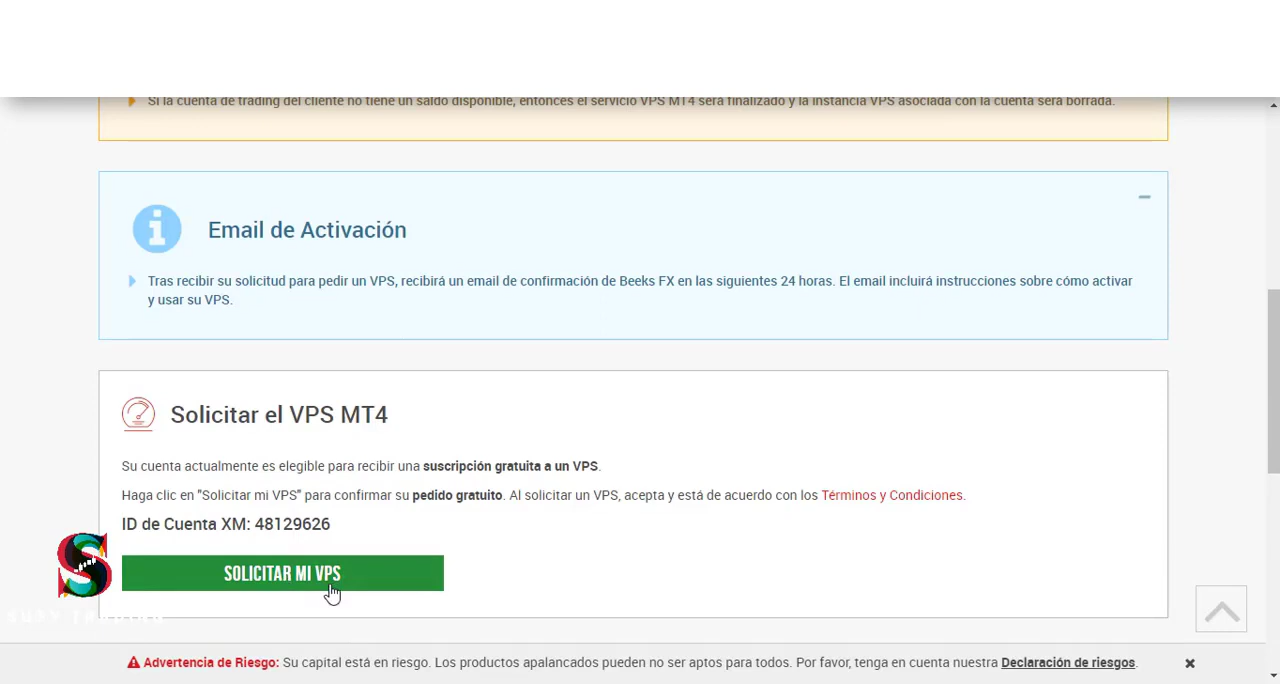 Si la cuenta de trading del cliente no tiene un saldo disponible, entonces el servicio VPS MT4 será finalizado y la instancia VPS asociada con la cuenta será borrada.
Email de Activación
Tras recibir su solicitud para pedir un VPS, recibirá un email de confirmación de Beeks FX en las siguientes 24 horas. El email incluirá instrucciones sobre cómo activar
y usar su VPS.
Solicitar el VPS MT4
Su cuenta actualmente es elegible para recibir una suscripción gratuita a un VPS.
Haga clic en "Solicitar mi VPS" para confirmar su pedido gratuito. Al solicitar un VPS, acepta y está de acuerdo con los Términos y Condiciones.
ID de Cuenta XM: 48129626
SOLICITAR MI VPS
Advertencia de Riesgo: Su capital está en riesgo. Los productos apalancados pueden no ser aptos para todos. Por favor, tenga en cuenta nuestra Declaración de riesgos.